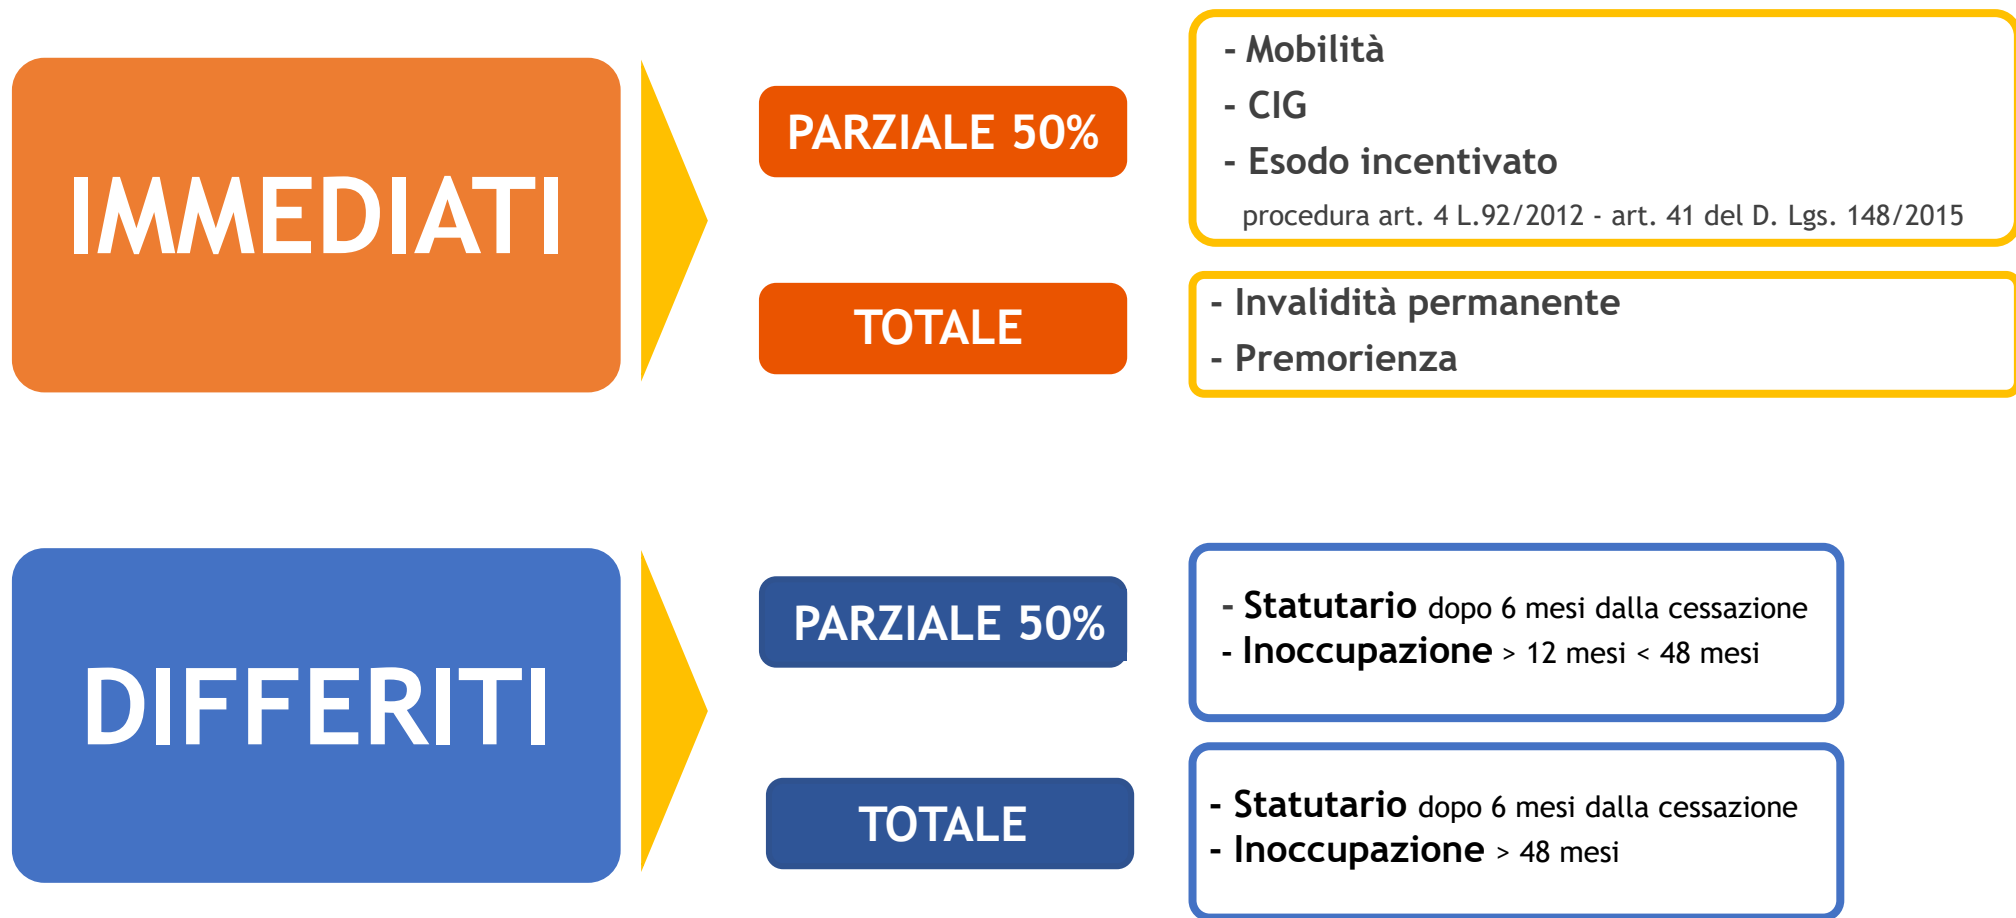 IMMEDIATI
PARZIALE 50%
- Mobilità
- CIG
- Esodo incentivato
procedura art. 4 L.92/2012 - art. 41 del D. Lgs. 148/2015
TOTALE
- Invalidità permanente
- Premorienza
DIFFERITI
PARZIALE 50%
- Statutario dopo 6 mesi dalla cessazione
- Inoccupazione > 12 mesi < 48 mesi
TOTALE
- Statutario dopo 6 mesi dalla cessazione
- Inoccupazione > 48 mesi